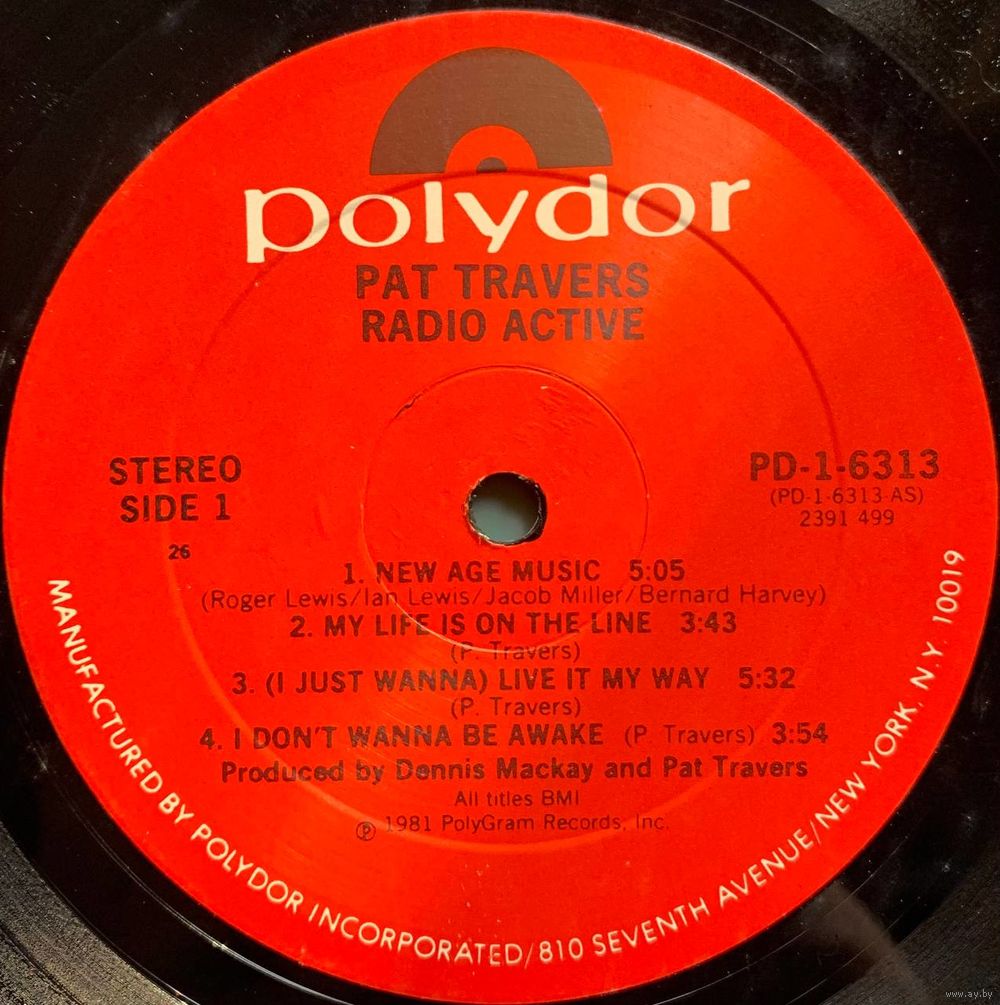 polydor
PAT TRAVERS
RADIO ACTIVE
STEREO
SIDE 1
26
PD-1-6313
(PD-1-6313-AS)
2391 499
1. NEW AGE MUSIC 5:05
(Roger Lewis/Ian Lewis/Jacob Miller/Bernard Harvey)
2. MY LIFE IS ON THE LINE 3:43
(P. Travers)
3. (I JUST WANNA) LIVE IT MY WAY 5:32
(P. Travers)
4. I DON'T WANNA BE AWAKE (P. Travers) 3:54
Produced by Dennis Mackay and Pat Travers
All titles BMI
℗ 1981 PolyGram Records, Inc.
MANUFACTURED BY POLYDOR INCORPORATED/810 SEVENTH AVENUE/NEW YORK, N.Y. 10019
www.ay.by